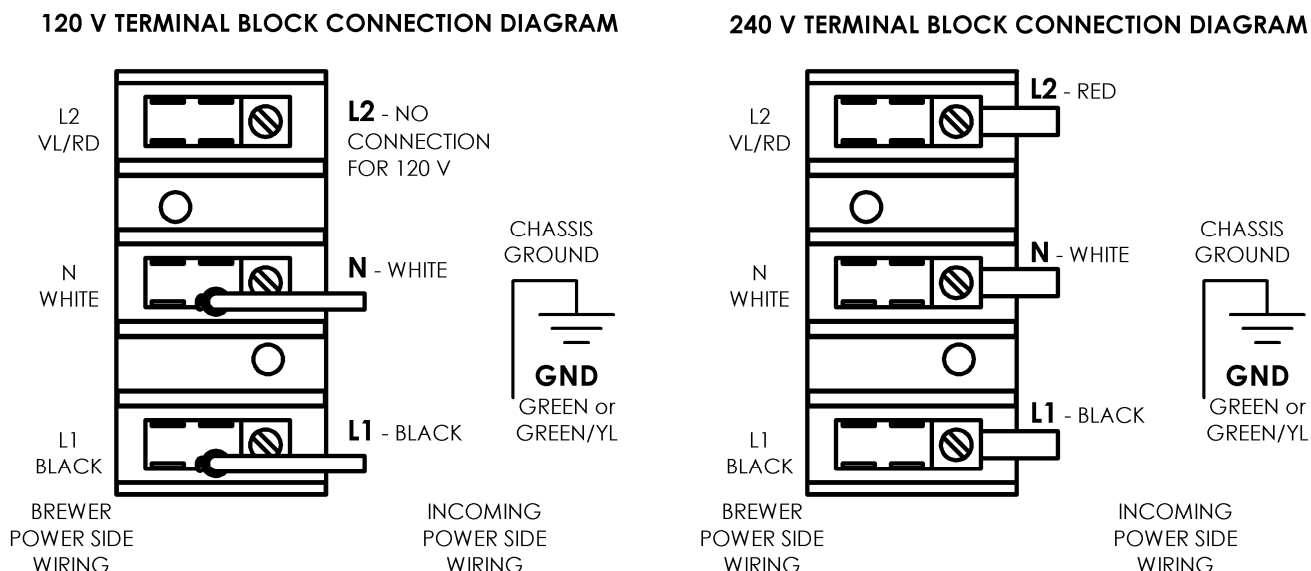 120 V TERMINAL BLOCK CONNECTION DIAGRAM
L2
VL/RD
L2 - NO
CONNECTION
FOR 120 V
N
WHITE
N - WHITE
CHASSIS
GROUND
GND
GREEN or
GREEN/YL
L1
BLACK
L1 - BLACK
BREWER
POWER SIDE
WIRING
INCOMING
POWER SIDE
WIRING
240 V TERMINAL BLOCK CONNECTION DIAGRAM
L2
VL/RD
L2 - RED
N
WHITE
N - WHITE
CHASSIS
GROUND
GND
GREEN or
GREEN/YL
L1
BLACK
L1 - BLACK
BREWER
POWER SIDE
WIRING
INCOMING
POWER SIDE
WIRING